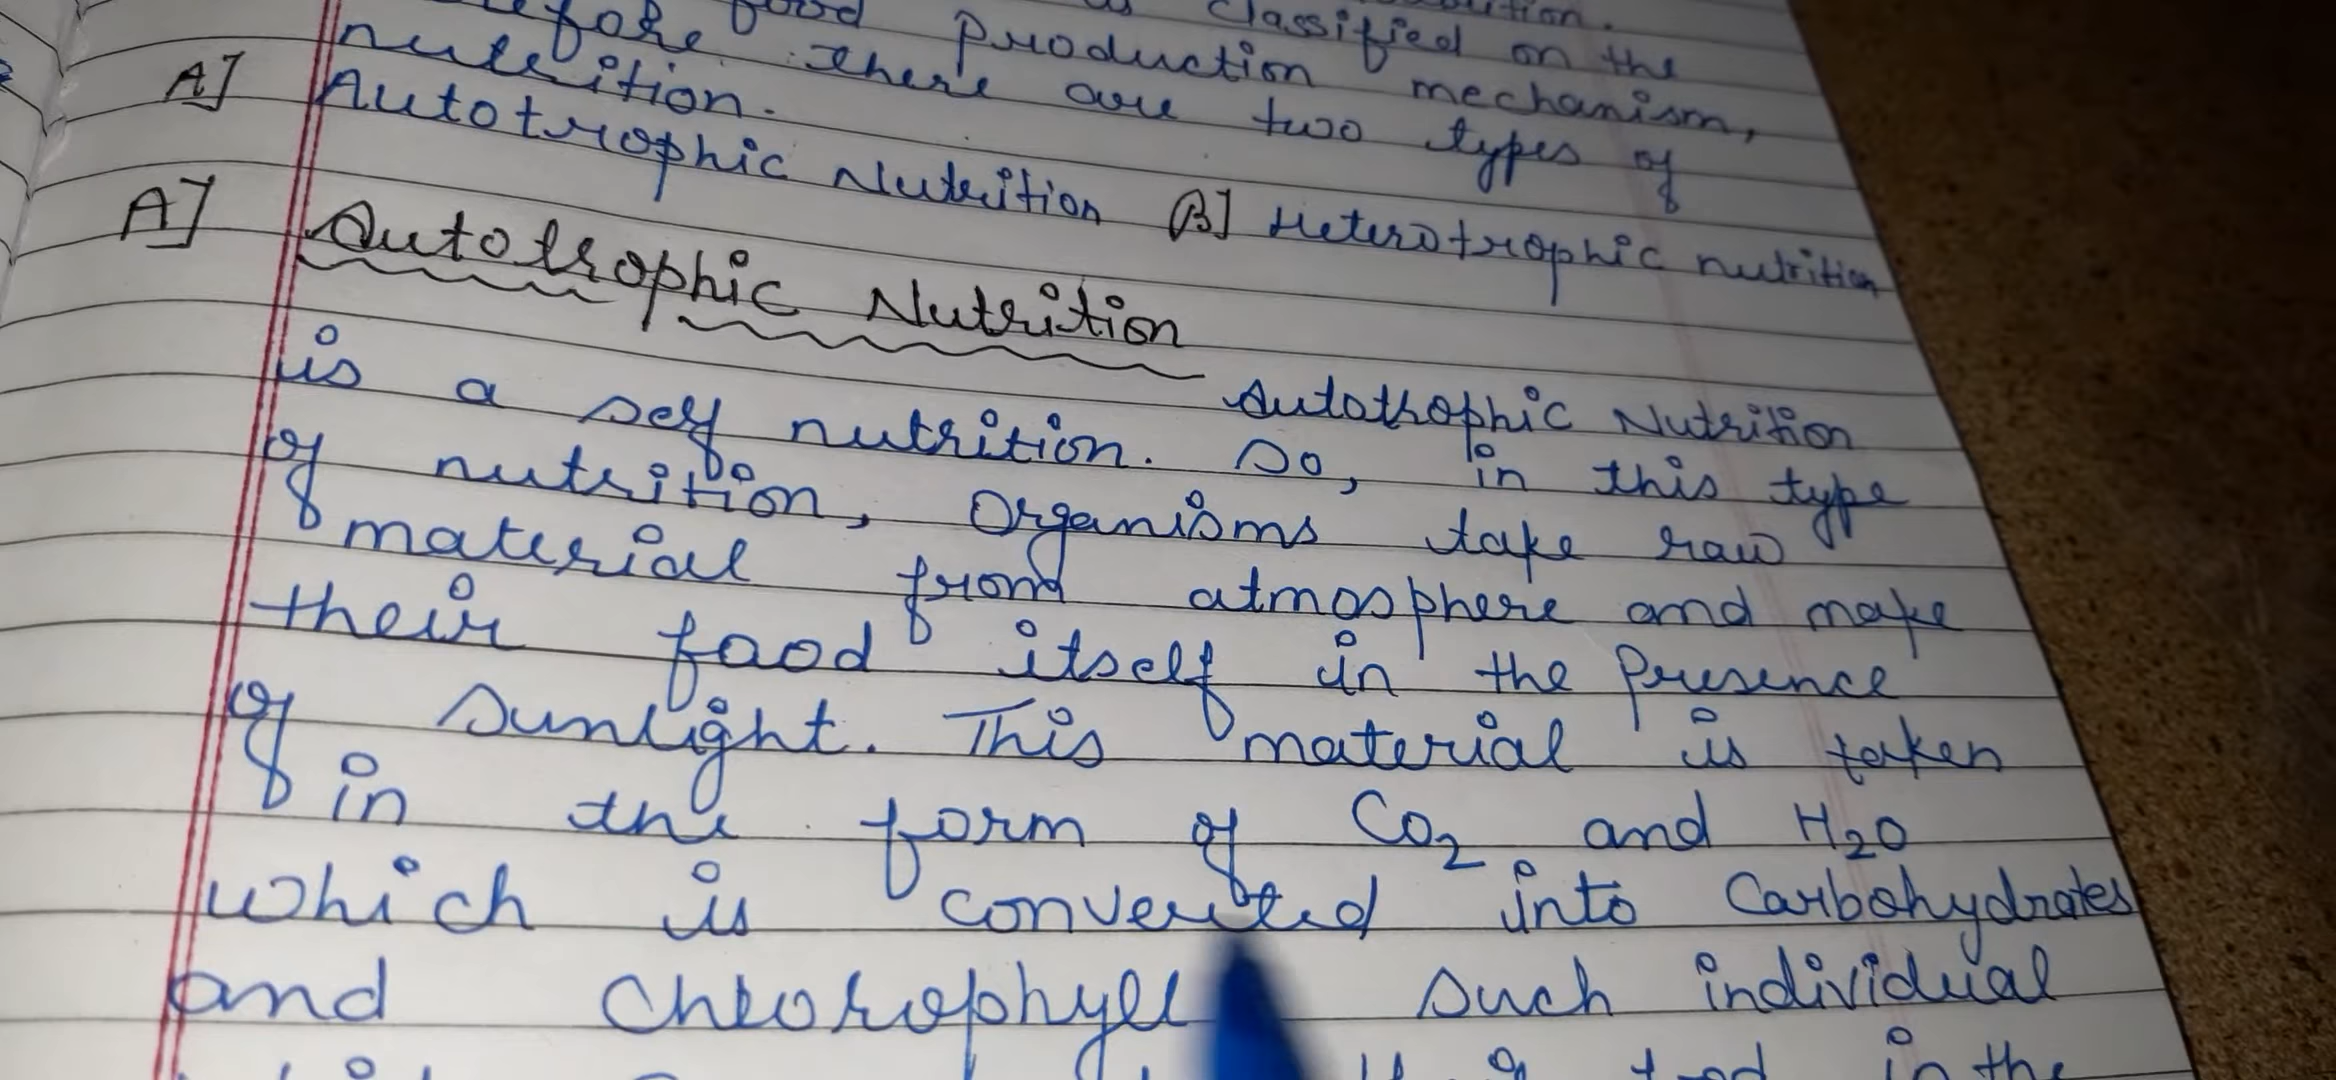 food classified on the
Production mechanism,
there are two types of
nutrition.
A] Autotrophic Nutrition B] Heterotrophic nutrition
A] Autotrophic Nutrition
Autotrophic Nutrition
is a self nutrition. So, in this type
of nutrition, Organisms take raw
material from atmosphere and make
their food itself in the Presence
of Sunlight. This material is taken
in the form of CO2 and H2O
which is converted into Carbohydrates
and Chlorophyll Such individual
in the